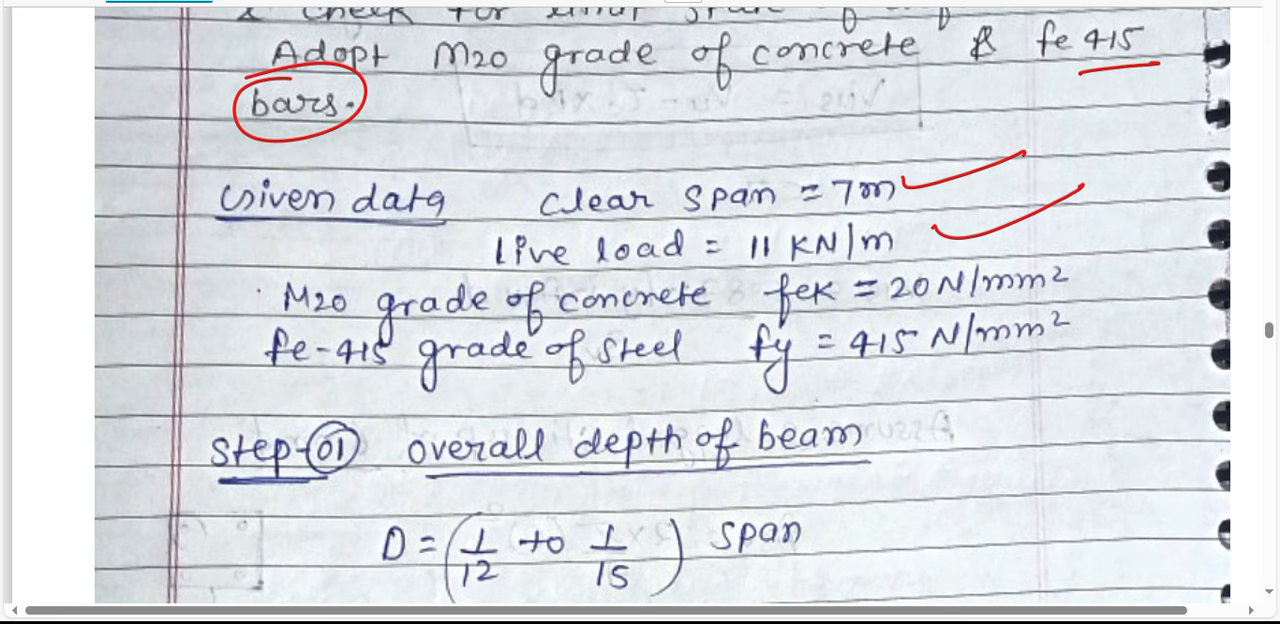 & check for
Adopt M20 grade of concrete & fe 415
bars.
Given data clear span = 7m
Live load = 11 KN/m
M20 grade of concrete fck = 20 N/mm²
fe-415 grade of steel fy = 415 N/mm²
Step-01 overall depth of beam
D = (1/12 to 1/15) span